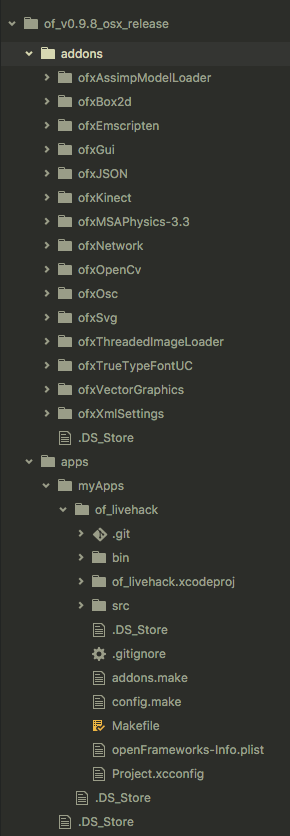 of_v0.9.8_osx_release
addons
ofxAssimpModelLoader
ofxBox2d
ofxEmscripten
ofxGui
ofxJSON
ofxKinect
ofxMSAPhysics-3.3
ofxNetwork
ofxOpenCv
ofxOsc
ofxSvg
ofxThreadedImageLoader
ofxTrueTypeFontUC
ofxVectorGraphics
ofxXmlSettings
.DS_Store
apps
myApps
of_livehack
.git
bin
of_livehack.xcodeproj
src
.DS_Store
.gitignore
addons.make
config.make
Makefile
openFrameworks-Info.plist
Project.xcconfig
.DS_Store
.DS_Store